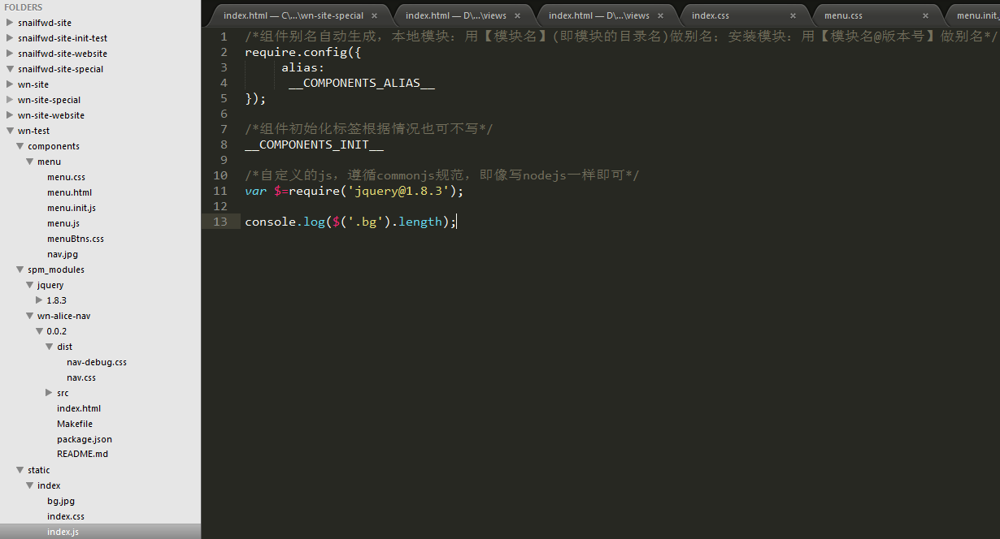 FOLDERS
snailfwd-site
snailfwd-site-init-test
snailfwd-site-website
snailfwd-site-special
wn-site
wn-site-special
wn-site-website
wn-test
components
menu
menu.css
menu.html
menu.init.js
menu.js
menuBtns.css
nav.jpg
spm_modules
jquery
1.8.3
wn-alice-nav
0.0.2
dist
nav-debug.css
nav.css
src
index.html
Makefile
package.json
README.md
static
index
bg.jpg
index.css
index.js
index.html — C\...\wn-site-special × index.html — D\...\views × index.html — D\...\views × index.css × menu.css × menu.init.
1 /*组件别名自动生成，本地模块：用【模块名】(即模块的目录名)做别名；安装模块：用【模块名@版本号】做别名*/
2 require.config({
3 alias:
4 __COMPONENTS_ALIAS__
5 });
6
7 /*组件初始化标签根据情况也可不写*/
8 __COMPONENTS_INIT__
9
10 /*自定义的js，遵循commonjs规范，即像写nodejs一样即可*/
11 var $=require('jquery@1.8.3');
12
13 console.log($('.bg').length);